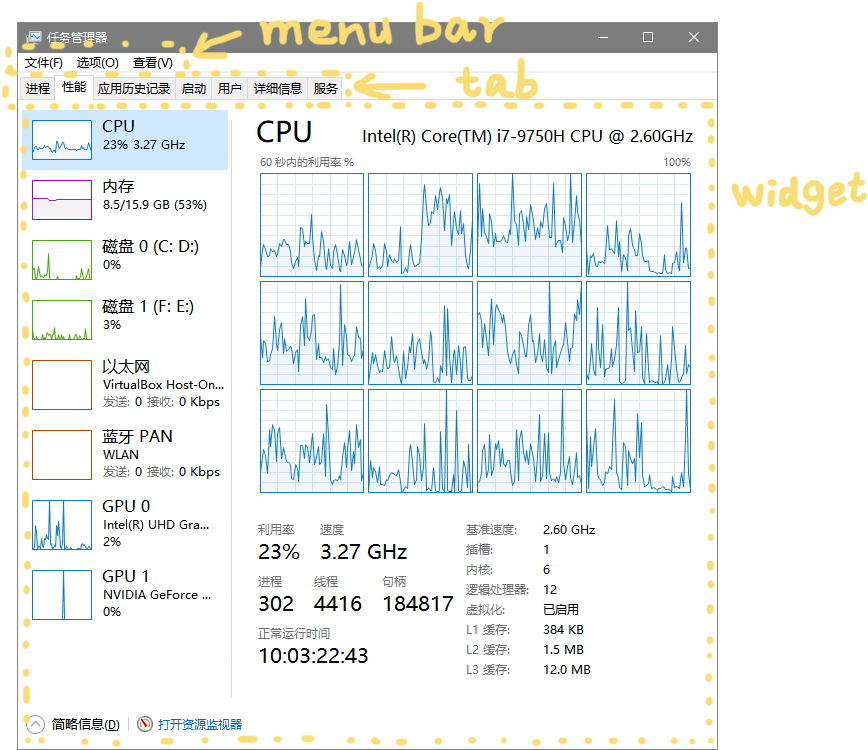 任务管理器
menu bar
文件(F) 选项(O) 查看(V)
进程 性能 应用历史记录 启动 用户 详细信息 服务
tab
CPU
23% 3.27 GHz
内存
8.5/15.9 GB (53%)
磁盘 0 (C: D:)
0%
磁盘 1 (F: E:)
3%
以太网
VirtualBox Host-On...
发送: 0 接收: 0 Kbps
蓝牙 PAN
WLAN
发送: 0 接收: 0 Kbps
GPU 0
Intel(R) UHD Gra...
2%
GPU 1
NVIDIA GeForce ...
0%
CPU Intel(R) Core(TM) i7-9750H CPU @ 2.60GHz
60 秒内的利用率 % 100%
widget
利用率 速度
23% 3.27 GHz
进程 线程 句柄
302 4416 184817
正常运行时间
10:03:22:43
基准速度: 2.60 GHz
插槽: 1
内核: 6
逻辑处理器: 12
虚拟化: 已启用
L1 缓存: 384 KB
L2 缓存: 1.5 MB
L3 缓存: 12.0 MB
简略信息(D) 打开资源监视器